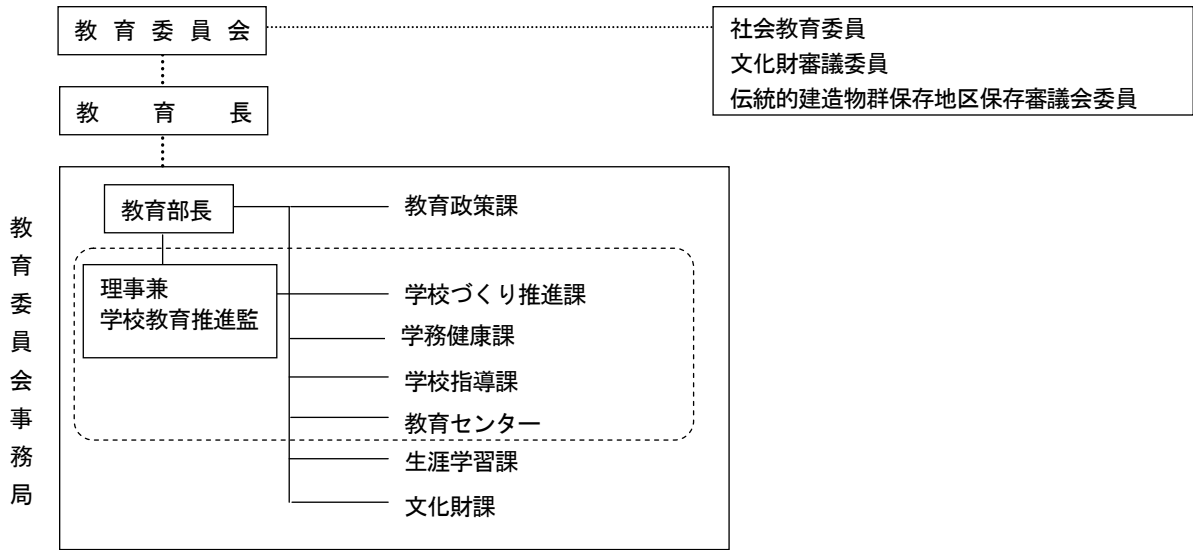 教育委員会
社会教育委員
文化財審議委員
伝統的建造物群保存地区保存審議会委員
教育長
教育委員会事務局
教育部長
教育政策課
理事兼
学校教育推進監
学校づくり推進課
学務健康課
学校指導課
教育センター
生涯学習課
文化財課